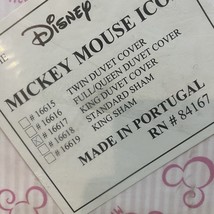 Disney
MICKEY MOUSE ICO
# 16615 TWIN DUVET COVER
# 16616 FULL/QUEEN DUVET COVER
# 16617 KING DUVET COVER
# 16618 STANDARD SHAM
# 16619 KING SHAM
MADE IN PORTUGAL
RN # 84167